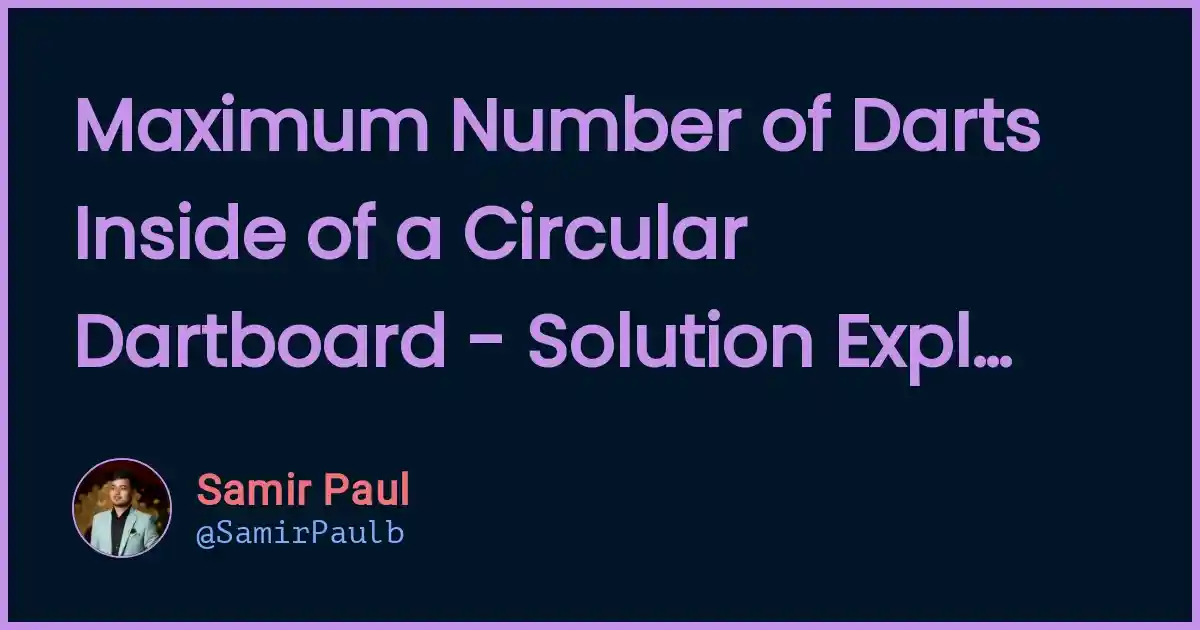 Maximum Number of Darts
Inside of a Circular
Dartboard - Solution Expl...
Samir Paul
@SamirPaulb